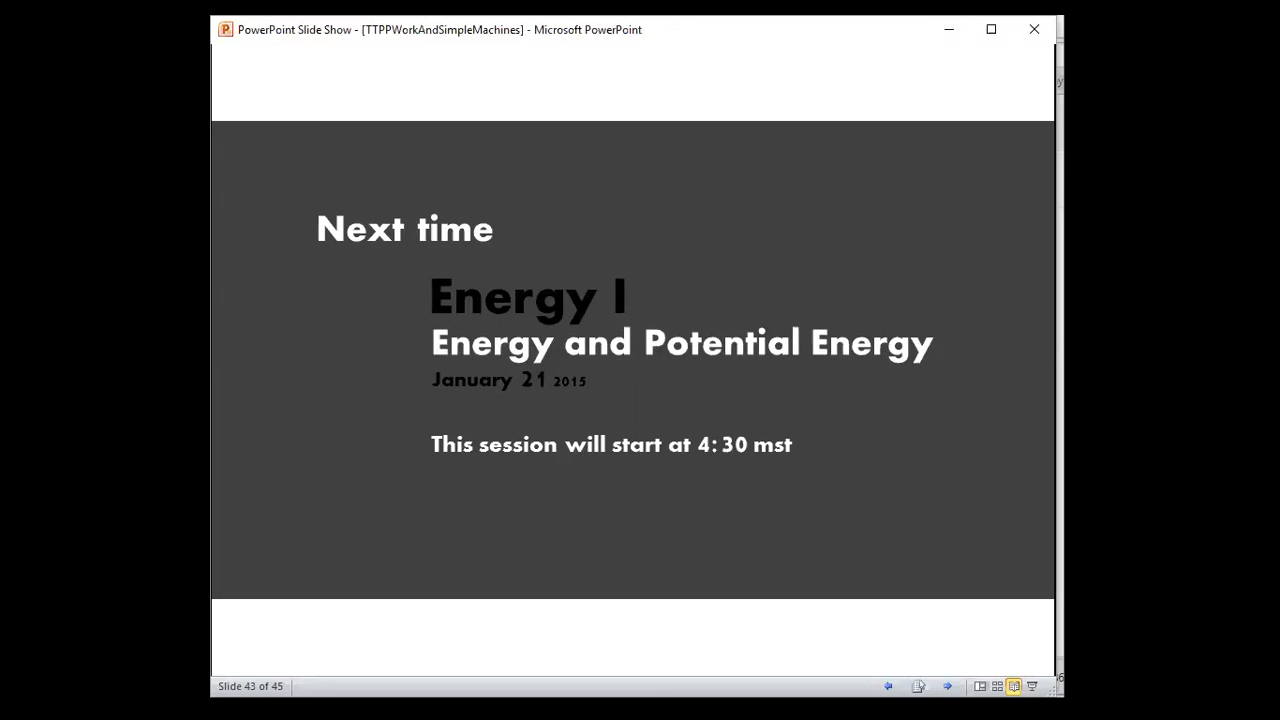 PowerPoint Slide Show - [TTPPWorkAndSimpleMachines] - Microsoft PowerPoint
Next time
Energy I
Energy and Potential Energy
January 21 2015
This session will start at 4:30 mst
Slide 43 of 45